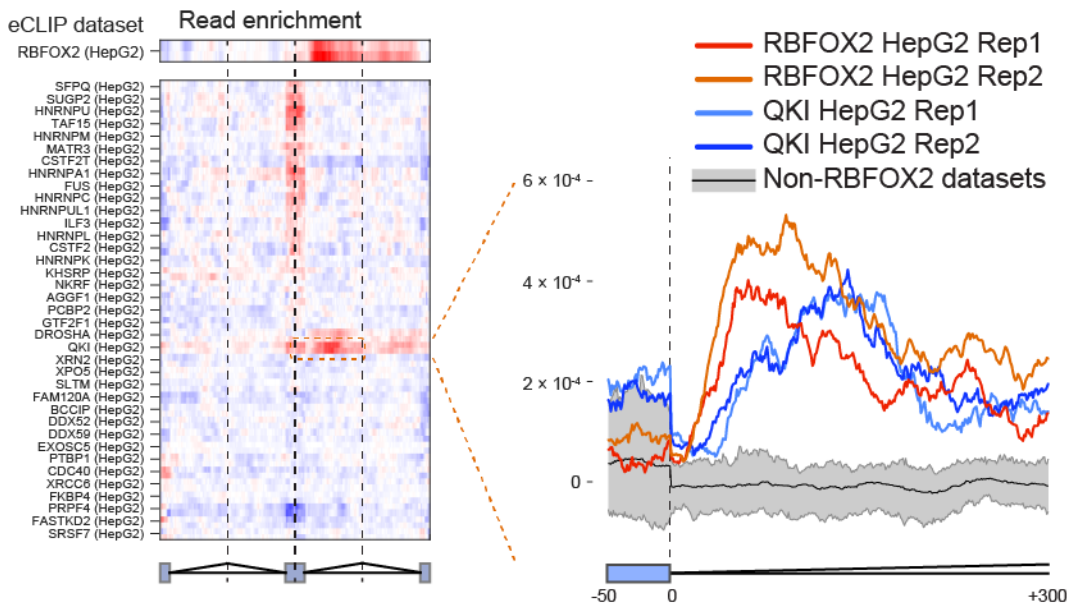 eCLIP dataset
Read enrichment
RBFOX2 (HepG2)
SFPQ (HepG2)
SUGP2 (HepG2)
HNRNPU (HepG2)
TAF15 (HepG2)
HNRNPM (HepG2)
MATR3 (HepG2)
CSTF2T (HepG2)
HNRNPA1 (HepG2)
FUS (HepG2)
HNRNPC (HepG2)
HNRNPUL1 (HepG2)
ILF3 (HepG2)
HNRNPL (HepG2)
CSTF2 (HepG2)
HNRNPK (HepG2)
KHSRP (HepG2)
NKRF (HepG2)
AGGF1 (HepG2)
PCBP2 (HepG2)
GTF2F1 (HepG2)
DROSHA (HepG2)
QKI (HepG2)
XRN2 (HepG2)
XPO5 (HepG2)
SLTM (HepG2)
FAM120A (HepG2)
BCCIP (HepG2)
DDX52 (HepG2)
DDX59 (HepG2)
EXOSC5 (HepG2)
PTBP1 (HepG2)
CDC40 (HepG2)
XRCC6 (HepG2)
FKBP4 (HepG2)
PRPF4 (HepG2)
FASTKD2 (HepG2)
SRSF7 (HepG2)
RBFOX2 HepG2 Rep1
RBFOX2 HepG2 Rep2
QKI HepG2 Rep1
QKI HepG2 Rep2
Non-RBFOX2 datasets
6 x 10⁻⁴
4 x 10⁻⁴
2 x 10⁻⁴
0
-50 0 +300